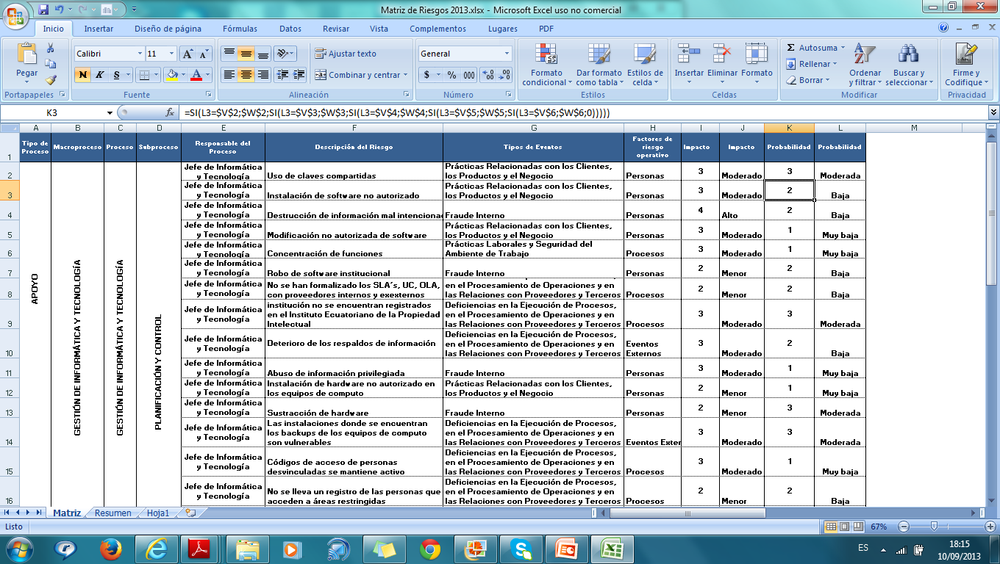 Matriz de Riesgos 2013.xlsx - Microsoft Excel uso no comercial
Inicio Insertar Diseño de página Fórmulas Datos Revisar Vista Complementos Lugares PDF
Pegar
Portapapeles
Calibri 11
N K S
Fuente
Ajustar texto
Combinar y centrar
Alineación
General
$ % 000
Número
Formato condicional
Dar formato como tabla
Estilos de celda
Estilos
Insertar Eliminar Formato
Celdas
Autosuma
Rellenar
Borrar
Ordenar y filtrar
Buscar y seleccionar
Modificar
Firme y Codifique
Privacidad
K3 fx =SI(L3=$V$2;$W$2;SI(L3=$V$3;$W$3;SI(L3=$V$4;$W$4;SI(L3=$V$5;$W$5;SI(L3=$V$6;$W$6;0)))))
A B C D E F G H I J K L M
1 Tipo de Proceso Macroproceso Proceso Subproceso Responsable del Proceso Descripción del Riesgo Tipos de Eventos Factores de riesgo operativo Impacto Impacto Probabilidad Probabilidad
APOYO
GESTIÓN DE INFORMÁTICA Y TECNOLOGÍA
GESTIÓN DE INFORMÁTICA Y TECNOLOGÍA
PLANIFICACIÓN Y CONTROL
2 Jefe de Informática y Tecnología Uso de claves compartidas Prácticas Relacionadas con los Clientes, los Productos y el Negocio Personas 3 Moderado 3 Moderada
3 Jefe de Informática y Tecnología Instalación de software no autorizado Prácticas Relacionadas con los Clientes, los Productos y el Negocio Personas 3 Moderado 2 Baja
4 Jefe de Informática y Tecnología Destrucción de información mal intencionad Fraude Interno Personas 4 Alto 2 Baja
5 Jefe de Informática y Tecnología Modificación no autorizada de software Prácticas Relacionadas con los Clientes, los Productos y el Negocio Personas 3 Moderado 1 Muy baja
6 Jefe de Informática y Tecnología Concentración de funciones Prácticas Laborales y Seguridad del Ambiente de Trabajo Procesos 3 Moderado 1 Muy baja
7 Jefe de Informática y Tecnología Robo de software institucional Fraude Interno Personas 2 Menor 2 Baja
8 Jefe de Informática y Tecnología No se han formalizado los SLA´s, UC, OLA, con proveedores internos y exexternos en el Procesamiento de Operaciones y en las Relaciones con Proveedores y Terceros Procesos 2 Menor 2 Baja
9 Jefe de Informática y Tecnología institución no se encuentran registrados en el Instituto Ecuatoriano de la Propiedad Intelectual Deficiencias en la Ejecución de Procesos, en el Procesamiento de Operaciones y en las Relaciones con Proveedores y Terceros Procesos 3 Moderado 3 Moderada
10 Jefe de Informática y Tecnología Deterioro de los respaldos de información Deficiencias en la Ejecución de Procesos, en el Procesamiento de Operaciones y en las Relaciones con Proveedores y Terceros Eventos Externos 3 Moderado 2 Baja
11 Jefe de Informática y Tecnología Abuso de información privilegiada Fraude Interno Personas 3 Moderado 1 Muy baja
12 Jefe de Informática y Tecnología Instalación de hardware no autorizado en los equipos de computo Prácticas Relacionadas con los Clientes, los Productos y el Negocio Personas 2 Menor 1 Muy baja
13 Jefe de Informática y Tecnología Sustracción de hardware Fraude Interno Personas 2 Menor 3 Moderada
14 Jefe de Informática y Tecnología Las instalaciones donde se encuentran los backups de los equipos de computo son vulnerables Deficiencias en la Ejecución de Procesos, en el Procesamiento de Operaciones y en las Relaciones con Proveedores y Terceros Eventos Exter 3 Moderado 3 Moderada
15 Jefe de Informática y Tecnología Códigos de acceso de personas desvinculadas se mantiene activo Deficiencias en la Ejecución de Procesos, en el Procesamiento de Operaciones y en las Relaciones con Proveedores y Terceros Procesos 3 Moderado 1 Muy baja
16 Jefe de Informática y Tecnología No se lleva un registro de las personas que acceden a áreas restringidas Deficiencias en la Ejecución de Procesos, en el Procesamiento de Operaciones y en las Relaciones con Proveedores y Terceros Procesos 2 Menor 2 Baja
Matriz Resumen Hoja1
Listo 67%
ES 18:15
10/09/2013